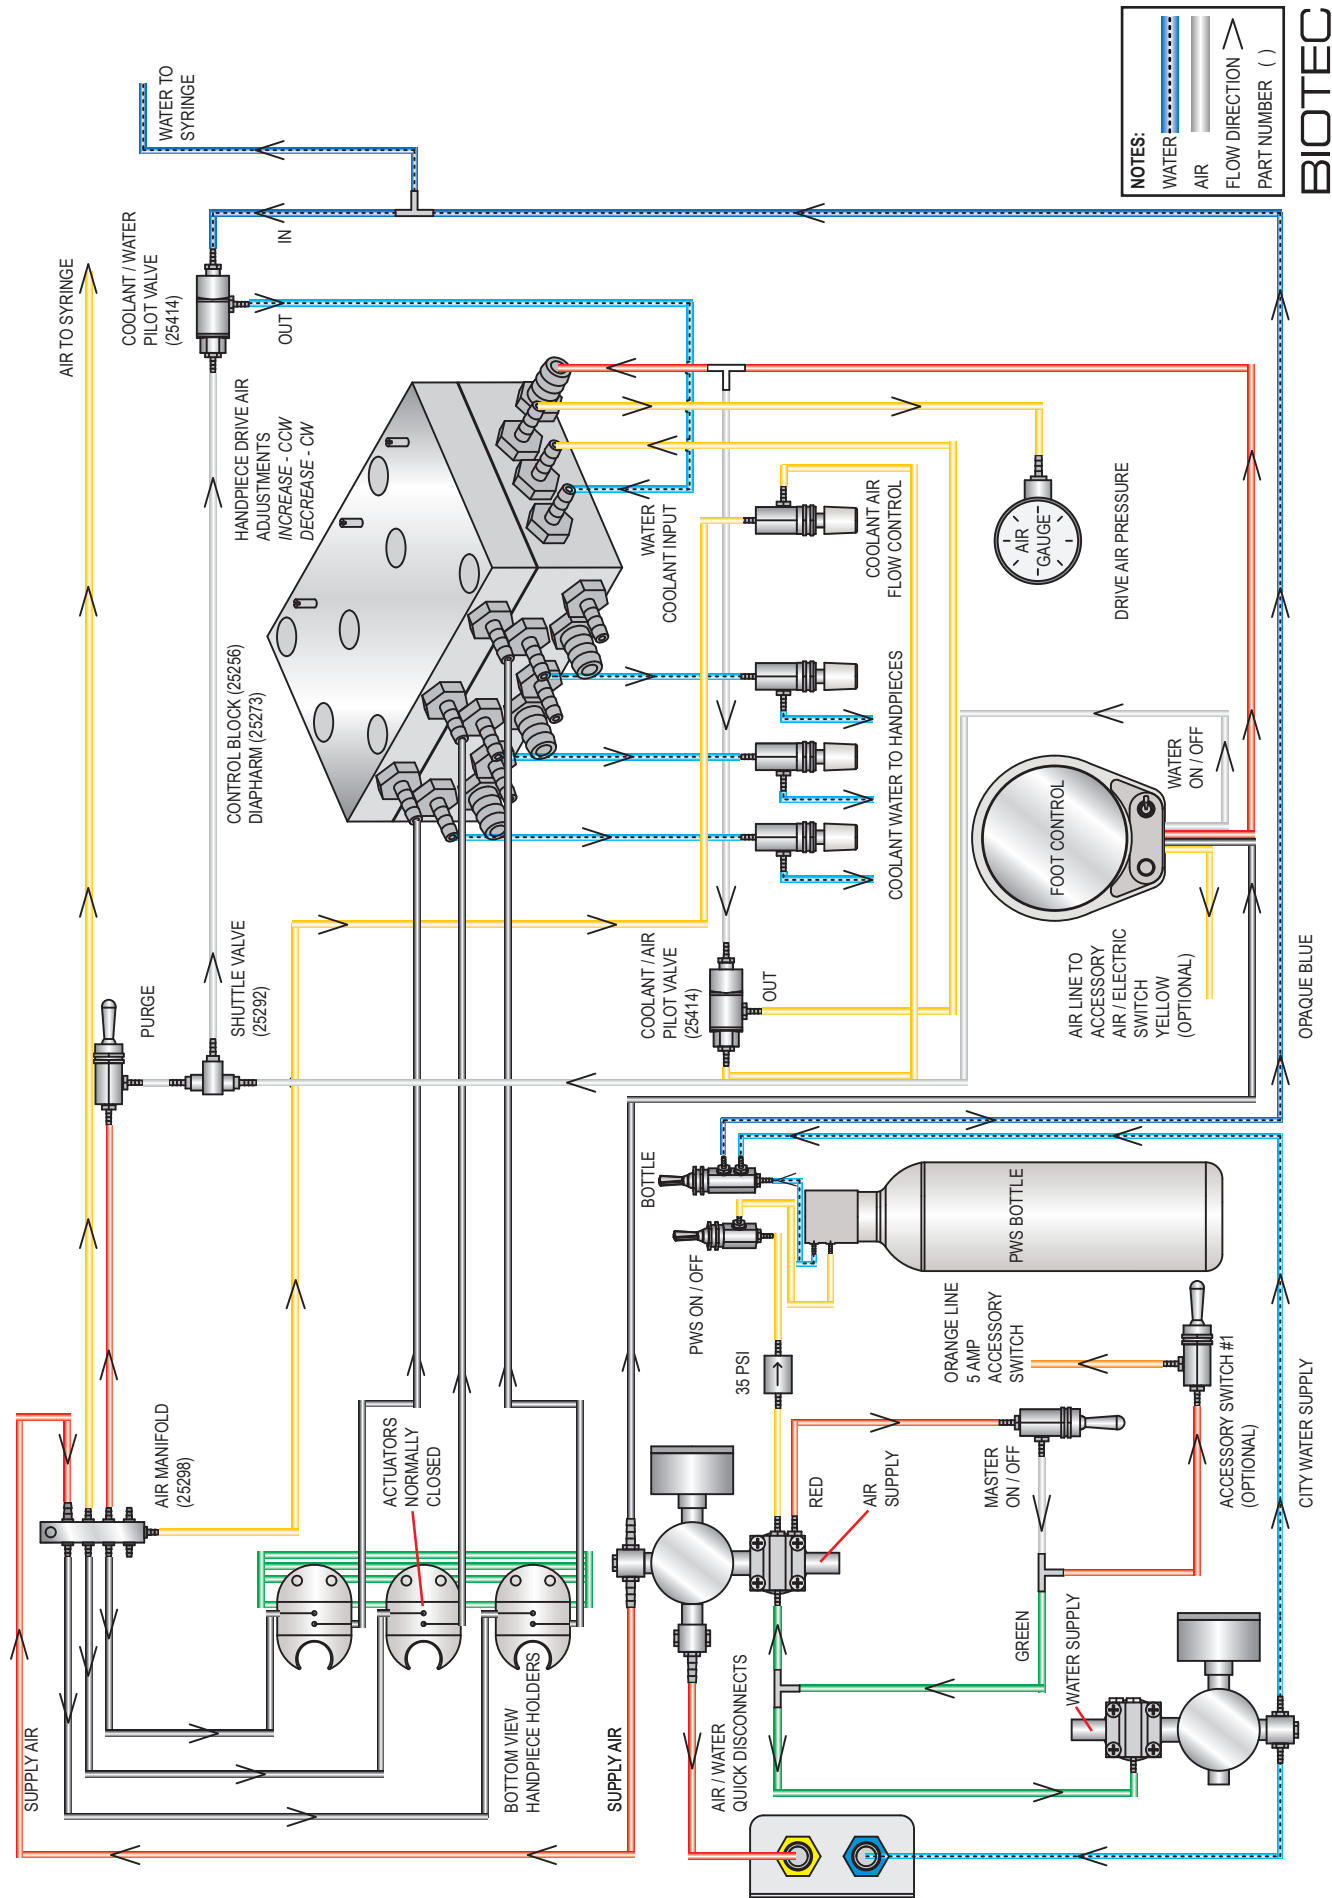 WATER TO
SYRINGE
AIR TO SYRINGE
COOLANT / WATER
PILOT VALVE
(25414)
IN
OUT
HANDPIECE DRIVE AIR
ADJUSTMENTS
INCREASE - CCW
DECREASE - CW
CONTROL BLOCK (25256)
DIAPHARM (25273)
PURGE
SHUTTLE VALVE
(25292)
WATER
COOLANT INPUT
COOLANT AIR
FLOW CONTROL
AIR
GAUGE
DRIVE AIR PRESSURE
COOLANT WATER TO HANDPIECES
COOLANT / AIR
PILOT VALVE
(25414)
OUT
FOOT CONTROL
WATER
ON / OFF
AIR LINE TO
ACCESSORY
AIR / ELECTRIC
SWITCH
YELLOW
(OPTIONAL)
OPAQUE BLUE
SUPPLY AIR
AIR MANIFOLD
(25298)
ACTUATORS
NORMALLY
CLOSED
BOTTOM VIEW
HANDPIECE HOLDERS
BOTTLE
PWS ON / OFF
35 PSI
PWS BOTTLE
ORANGE LINE
5 AMP
ACCESSORY
SWITCH
ACCESSORY SWITCH #1
(OPTIONAL)
CITY WATER SUPPLY
RED
AIR
SUPPLY
MASTER
ON / OFF
GREEN
WATER SUPPLY
SUPPLY AIR
AIR / WATER
QUICK DISCONNECTS
NOTES:
WATER
AIR
FLOW DIRECTION
PART NUMBER ( )
BIOTEC